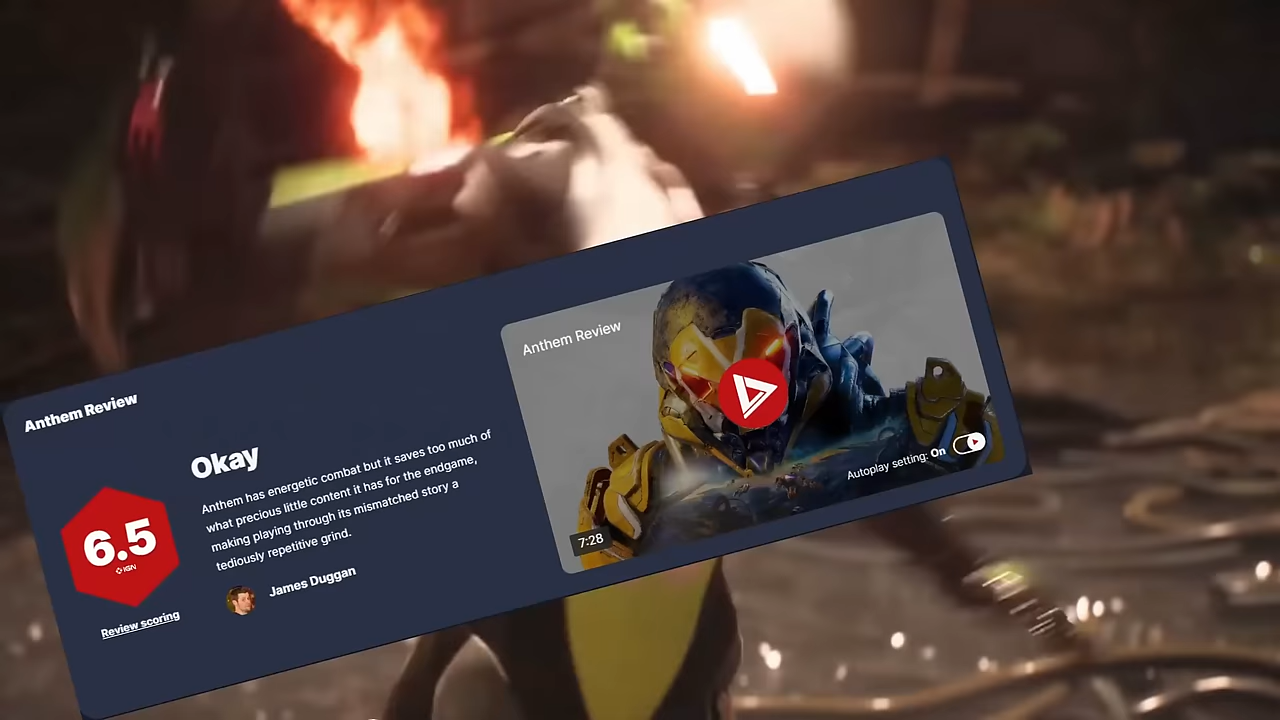 Anthem Review
Okay
Anthem has energetic combat but it saves too much of
what precious little content it has for the endgame,
making playing through its mismatched story a
tediously repetitive grind.
6.5
IGN
Review scoring
James Duggan
Anthem Review
Autoplay setting: On
7:28